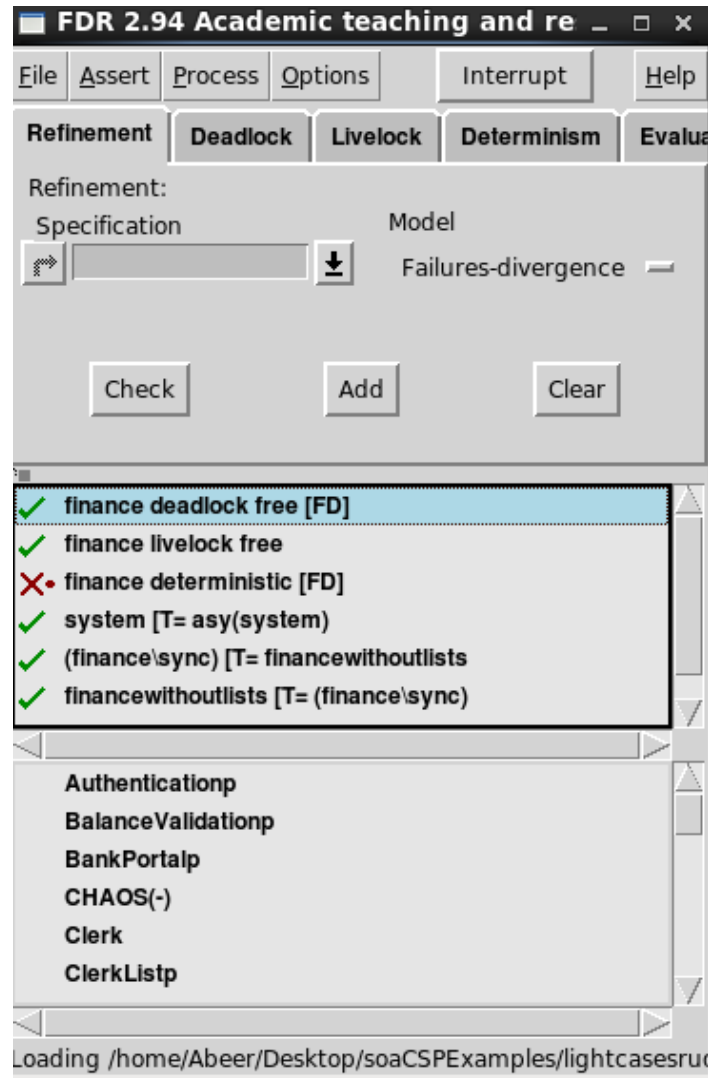 FDR 2.94 Academic teaching and re
File Assert Process Options Interrupt Help
Refinement Deadlock Livelock Determinism Evalua
Refinement:
Specification Model
Failures-divergence
Check Add Clear
finance deadlock free [FD]
finance livelock free
finance deterministic [FD]
system [T= asy(system)
(finance\sync) [T= financewithoutlists
financewithoutlists [T= (finance\sync)
Authenticationp
BalanceValidationp
BankPortalp
CHAOS(-)
Clerk
ClerkListp
Loading /home/Abeer/Desktop/soaCSPExamples/lightcasesruc